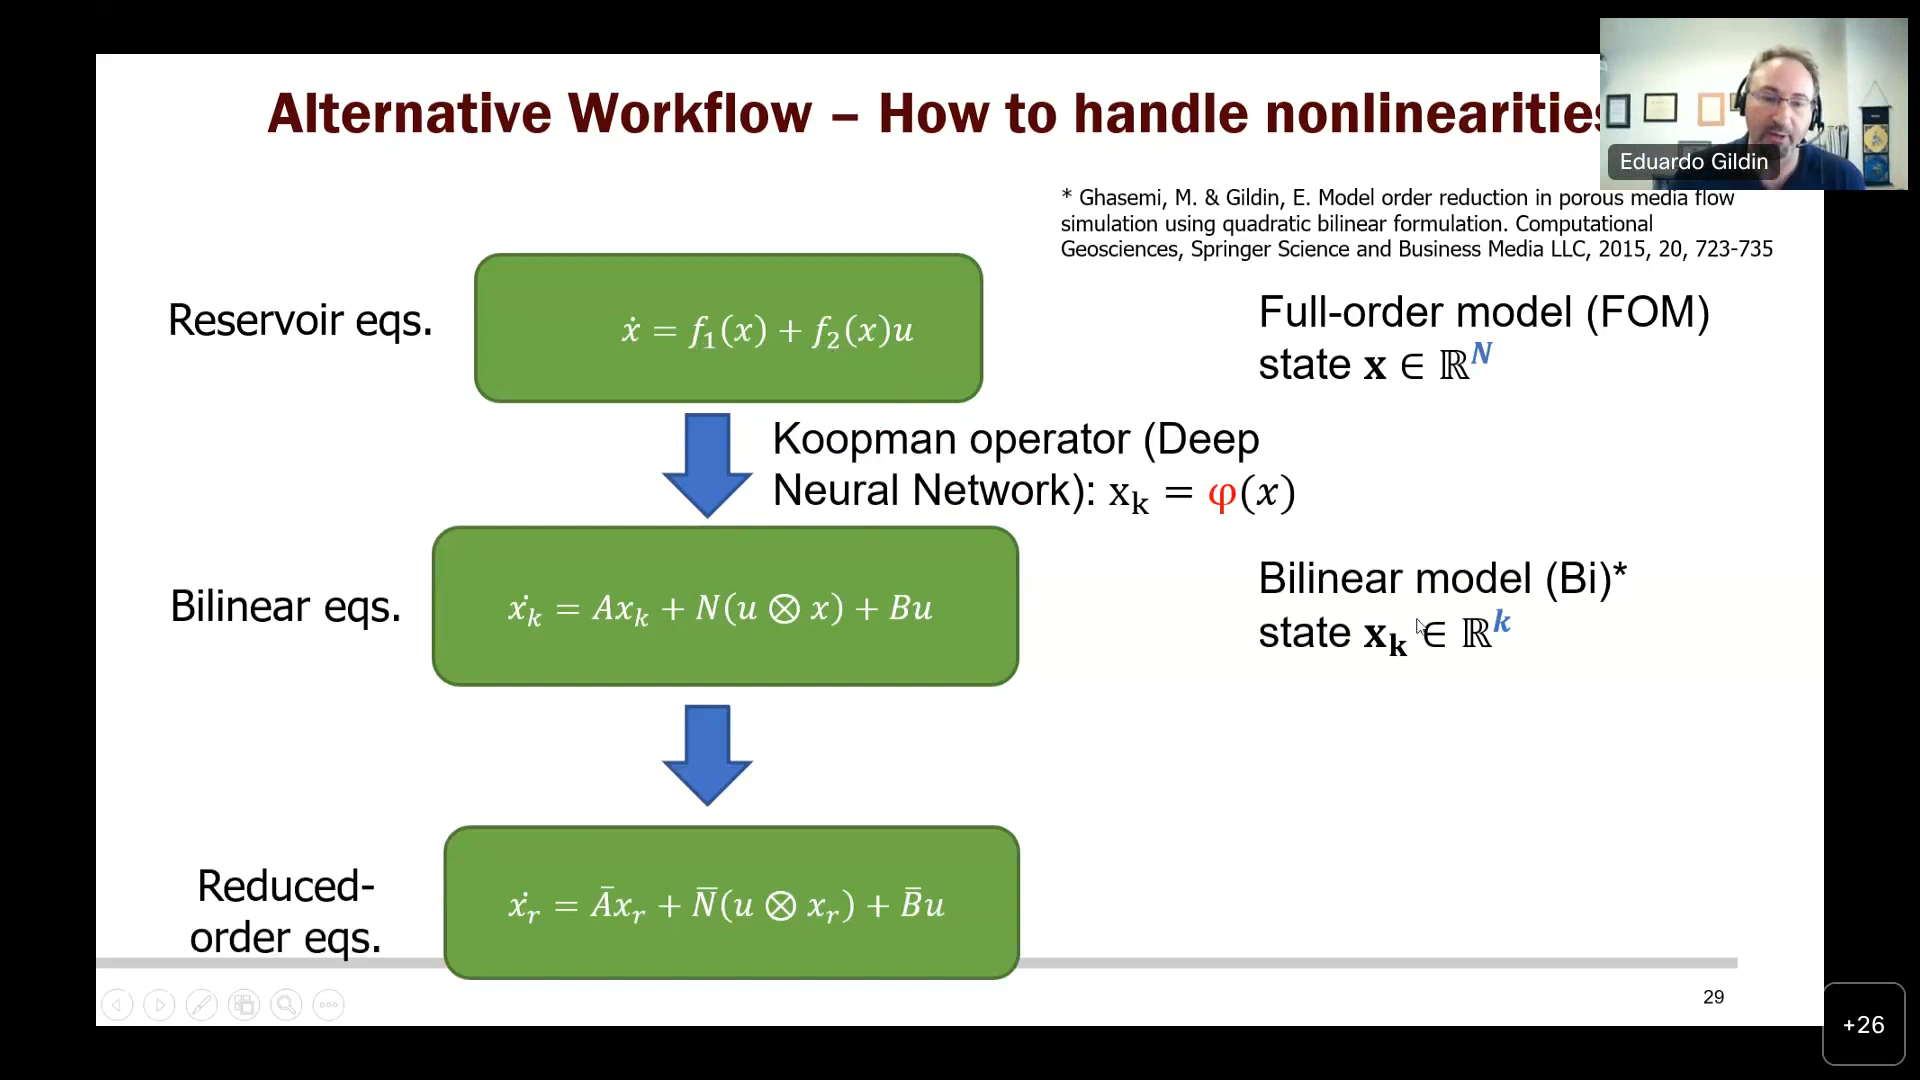 Alternative Workflow – How to handle nonlinearities
Eduardo Gildin
* Ghasemi, M. & Gildin, E. Model order reduction in porous media flow
simulation using quadratic bilinear formulation. Computational
Geosciences, Springer Science and Business Media LLC, 2015, 20, 723-735
Reservoir eqs.
ẋ = f₁(x) + f₂(x)u
Full-order model (FOM)
state x ∈ ℝᴺ
Koopman operator (Deep
Neural Network): xₖ = φ(x)
Bilinear eqs.
ẋₖ = Axₖ + N(u ⊗ x) + Bu
Bilinear model (Bi)*
state xₖ ∈ ℝᵏ
Reduced-
order eqs.
ẋᵣ = A̅xᵣ + N̅(u ⊗ xᵣ) + B̅u
29
+26